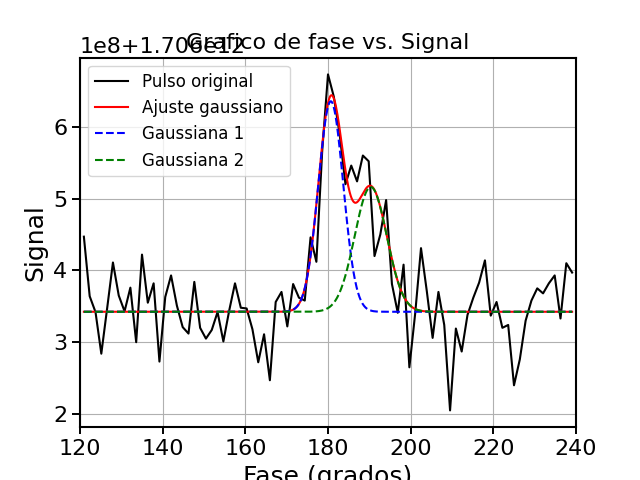 1e8+1.706e12
Grafico de fase vs. Signal
Pulso original
Ajuste gaussiano
Gaussiana 1
Gaussiana 2
Signal
6
5
4
3
2
120 140 160 180 200 220 240
Fase (grados)